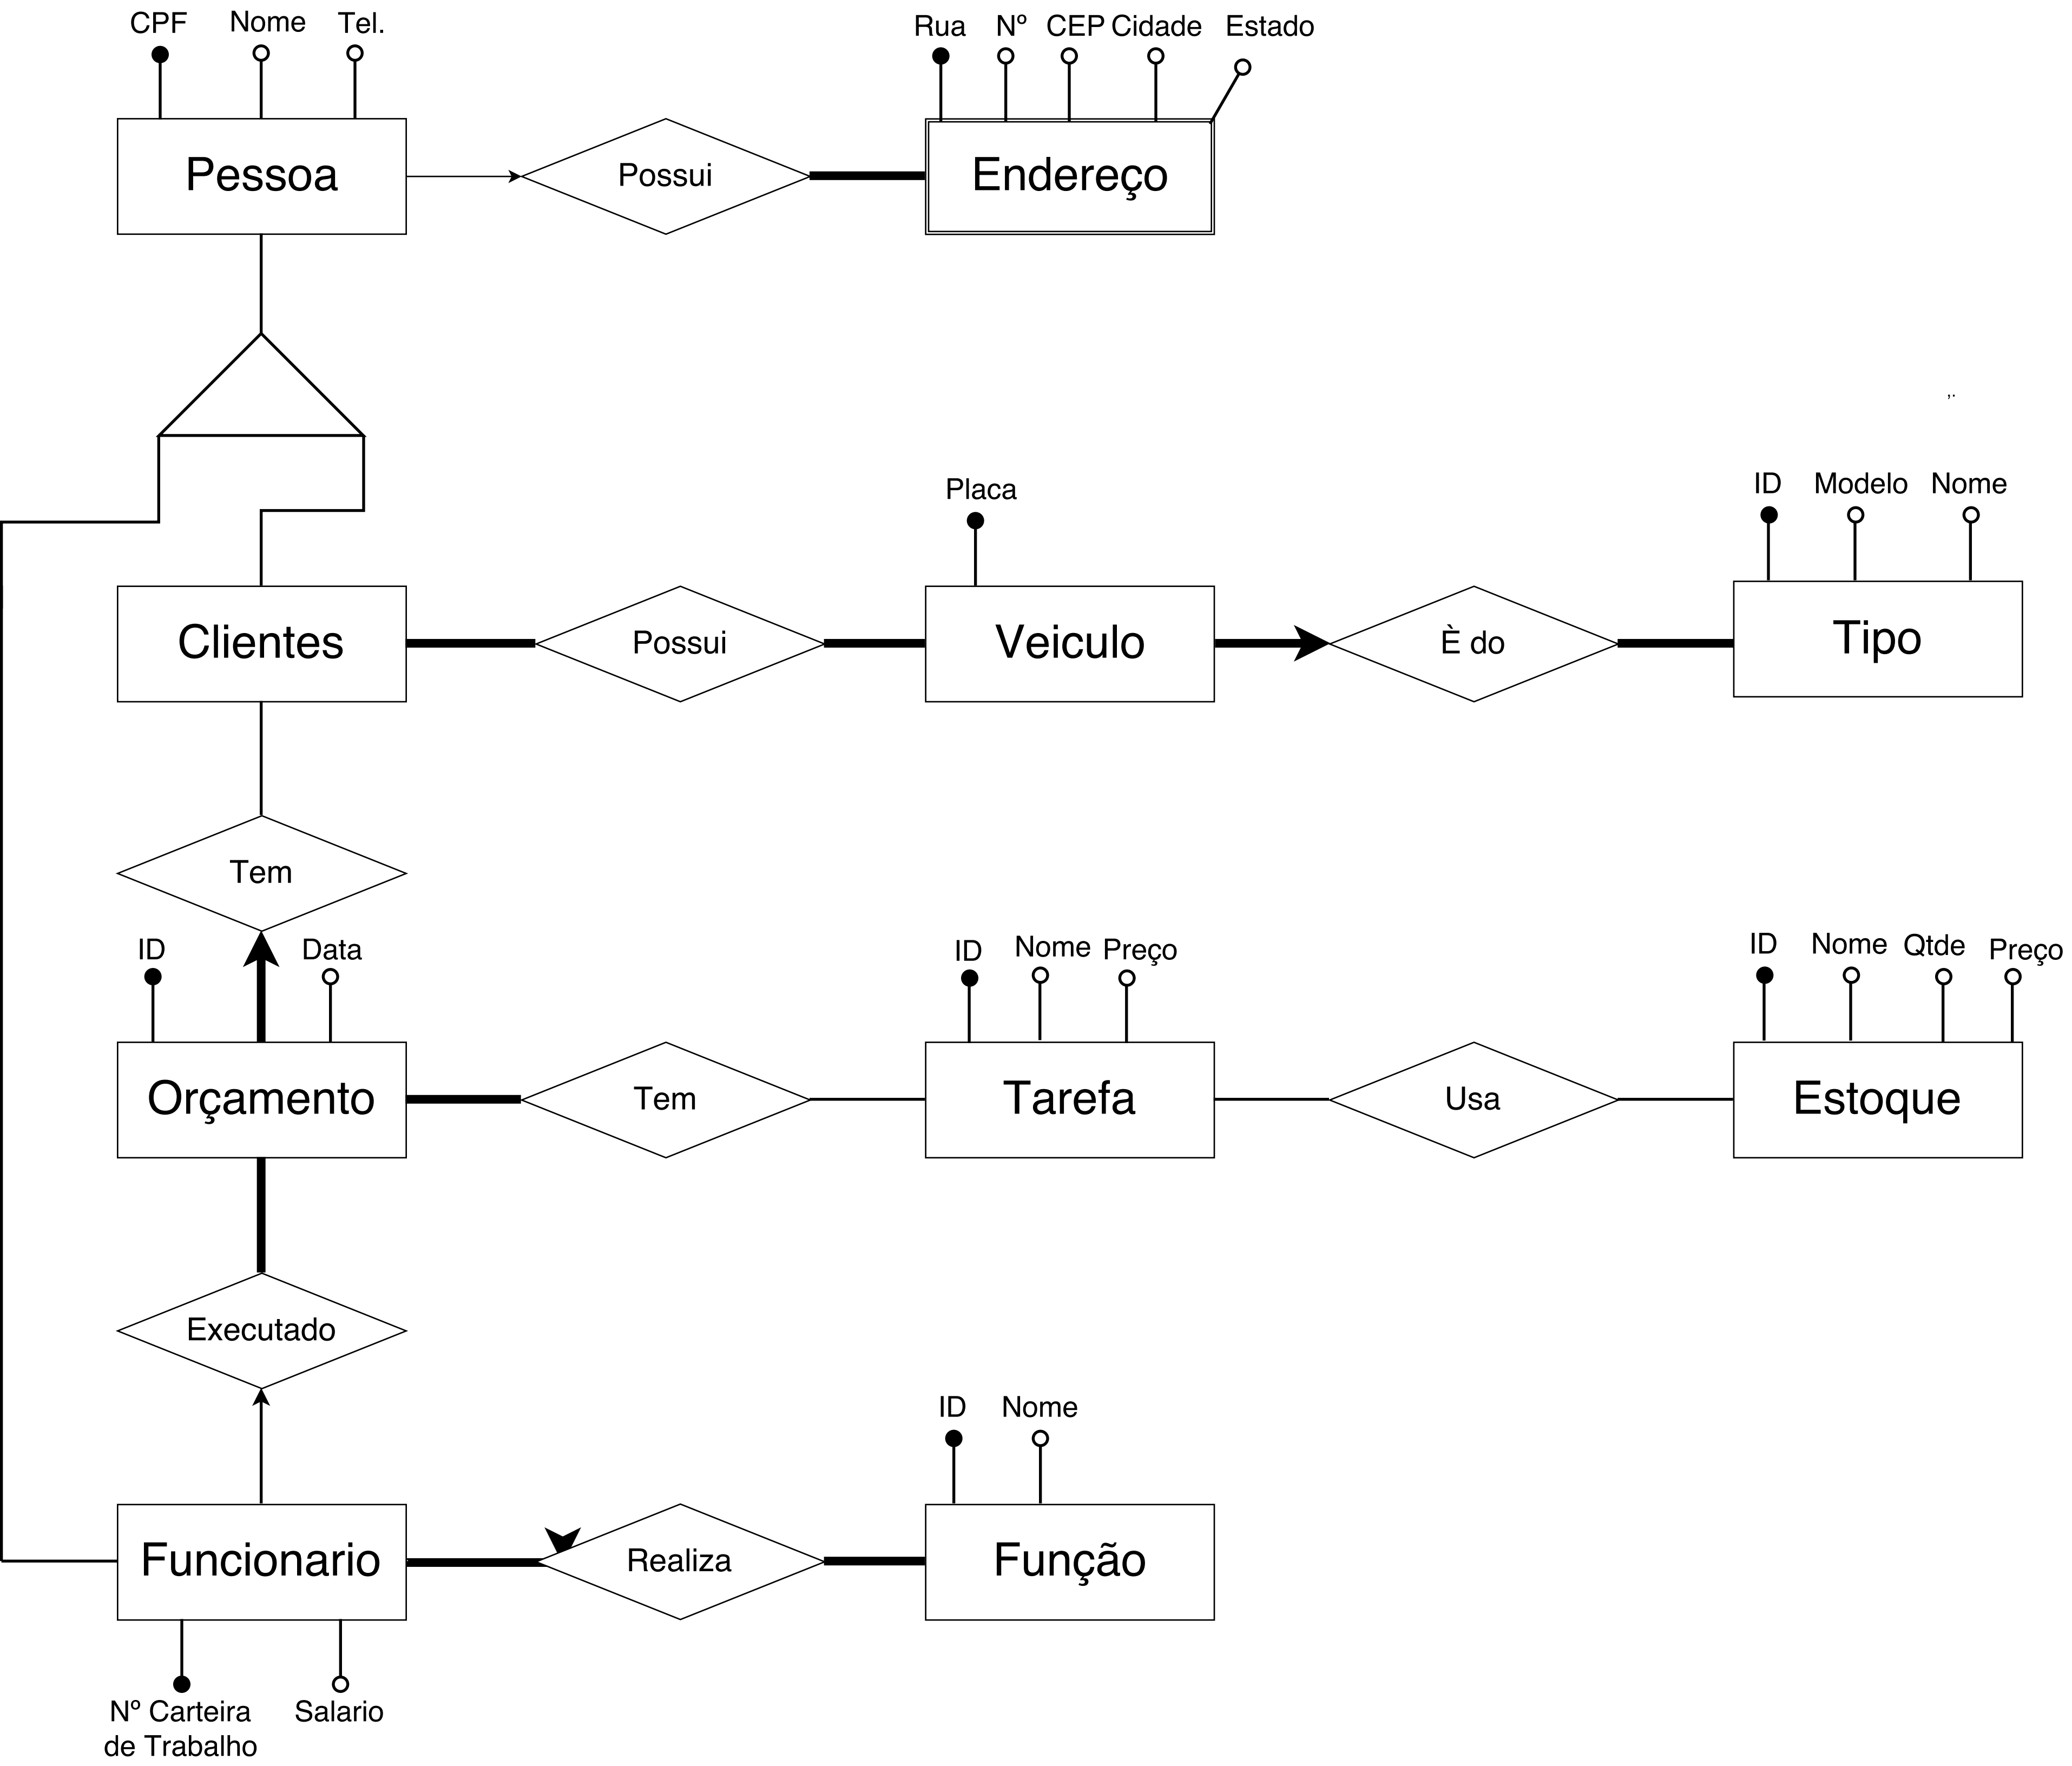 CPF Nome Tel.
Rua Nº CEP Cidade Estado
Pessoa
Possui
Endereço
,.
Placa
ID Modelo Nome
Clientes
Possui
Veiculo
È do
Tipo
Tem
ID Data
ID Nome Preço
ID Nome Qtde Preço
Orçamento
Tem
Tarefa
Usa
Estoque
Executado
ID Nome
Funcionario
Realiza
Função
Nº Carteira
de Trabalho
Salario